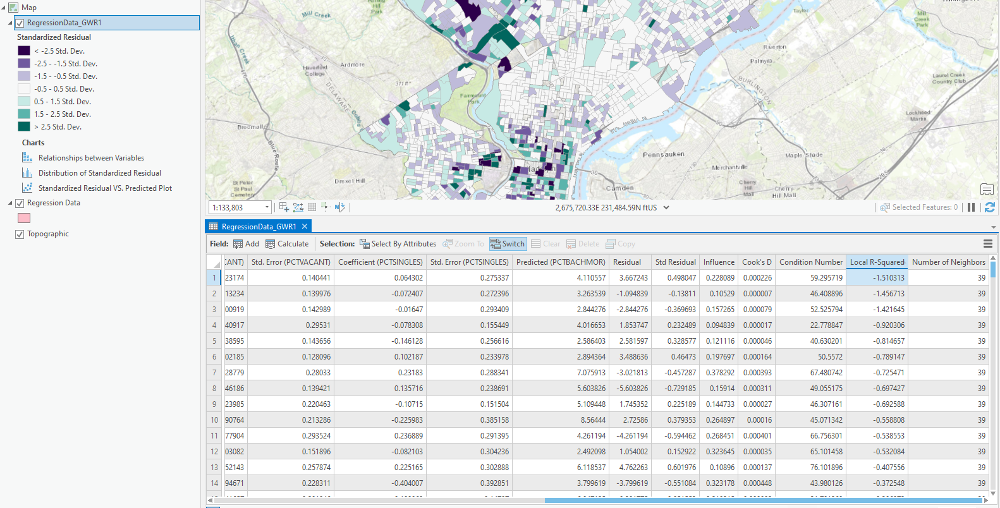 Map
RegressionData_GWR1
Standardized Residual
< -2.5 Std. Dev.
-2.5 - -1.5 Std. Dev.
-1.5 - -0.5 Std. Dev.
-0.5 - 0.5 Std. Dev.
0.5 - 1.5 Std. Dev.
1.5 - 2.5 Std. Dev.
> 2.5 Std. Dev.
Charts
Relationships between Variables
Distribution of Standardized Residual
Standardized Residual VS. Predicted Plot
Regression Data
Topographic
Park
Mill Creek
Ardmore
Haverford
College
311 ft
DELAWARE
Broomall
Blue Route
St Peter
St Paul
Cemetery
Drexel Hill
Fairmount
Park
Taylor
Mill
Creek
Park
Riverton
Palmyra
BURLINGTON
Laurel Creek
Country Club
Lockheed
Martin
Pennsauken
Maple Shade
Merchantville
Camden
Cherry
Hill Mall
Cherry
Hill
1:133,803
2,675,720.33E 231,484.59N ftUS
Selected Features: 0
RegressionData_GWR1
Field: Add Calculate Selection: Select By Attributes Zoom To Switch Clear Delete Copy
CANT) Std. Error (PCTVACANT) Coefficient (PCTSINGLES) Std. Error (PCTSINGLES) Predicted (PCTBACHMOR) Residual Std Residual Influence Cook's D Condition Number Local R-Squared Number of Neighbors
1 23174 0.140441 0.064302 0.275337 4.110557 3.667243 0.498047 0.228089 0.000226 59.295719 -1.510313 39
2 13234 0.139976 -0.072407 0.272396 3.263539 -1.094839 -0.13811 0.10529 0.000007 46.408896 -1.456713 39
3 00919 0.142989 -0.01647 0.293409 2.844276 -2.844276 -0.369693 0.157265 0.000079 52.525794 -1.421645 39
4 40917 0.29531 -0.078308 0.155449 4.016653 1.853747 0.232489 0.094839 0.000017 22.778847 -0.920306 39
5 38595 0.143656 -0.146128 0.256616 2.586403 2.581597 0.328577 0.121116 0.000046 40.630201 -0.814657 39
6 02185 0.128096 0.102187 0.233978 2.894364 3.488636 0.46473 0.197697 0.000164 50.5572 -0.789147 39
7 28779 0.28033 0.23183 0.288341 7.075913 -3.021813 -0.457287 0.378292 0.000393 67.480742 -0.725471 39
8 46186 0.139421 0.135716 0.238691 5.603826 -5.603826 -0.729185 0.15914 0.000311 49.055175 -0.697427 39
9 23985 0.220463 -0.10715 0.151504 5.109448 1.745352 0.225189 0.144733 0.000027 46.307161 -0.692588 39
10 90764 0.213286 -0.225983 0.385158 8.56444 2.72586 0.379353 0.264897 0.00016 45.071342 -0.558808 39
11 77904 0.293524 0.236889 0.291395 4.261194 -4.261194 -0.594462 0.268451 0.000401 66.756301 -0.538553 39
12 03082 0.151896 -0.082103 0.304236 2.492098 1.054002 0.152922 0.323645 0.000035 65.101458 -0.532084 39
13 52143 0.257874 0.225165 0.302888 6.118537 4.762263 0.601976 0.10896 0.000137 76.101896 -0.407556 39
14 94671 0.228311 -0.404007 0.392851 3.799619 -3.799619 -0.551084 0.323178 0.000448 43.980126 -0.372548 39